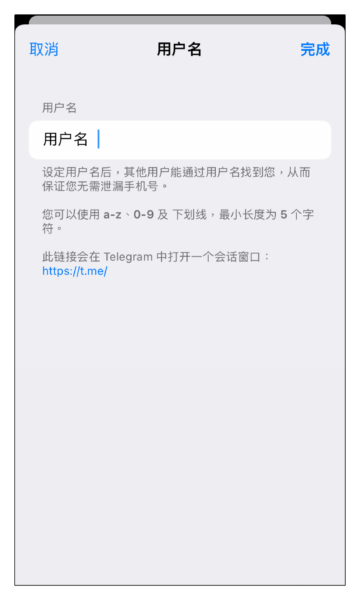 取消 用户名 完成
用户名
用户名
设定用户名后，其他用户能通过用户名找到您，从而
保证您无需泄漏手机号。
您可以使用 a-z、0-9 及 下划线，最小长度为 5 个字
符。
此链接会在 Telegram 中打开一个会话窗口：
https://t.me/